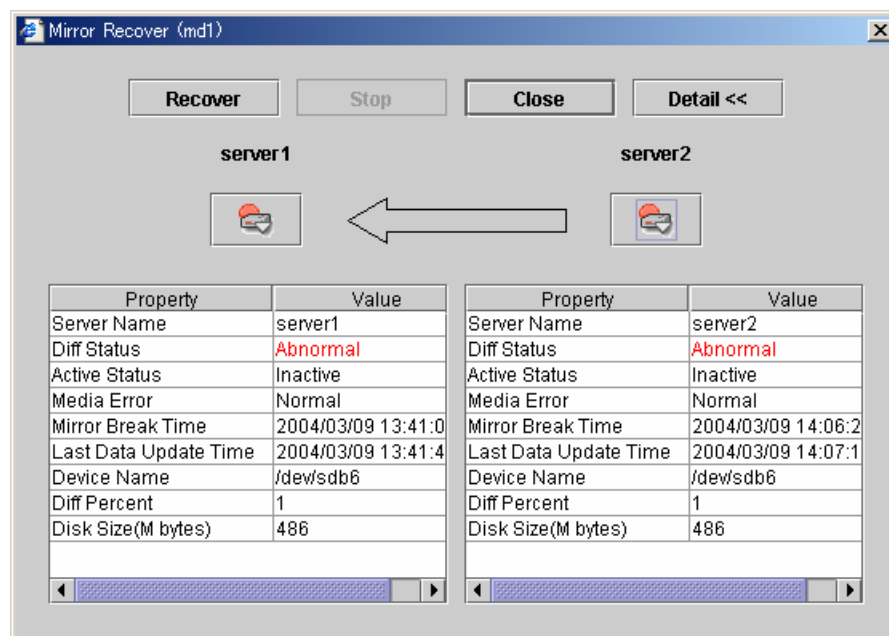 Mirror Recover (md1)
Recover Stop Close Detail <<
server1 server2
Property Value
Server Name server1
Diff Status Abnormal
Active Status Inactive
Media Error Normal
Mirror Break Time 2004/03/09 13:41:0
Last Data Update Time 2004/03/09 13:41:4
Device Name /dev/sdb6
Diff Percent 1
Disk Size(M bytes) 486
Property Value
Server Name server2
Diff Status Abnormal
Active Status Inactive
Media Error Normal
Mirror Break Time 2004/03/09 14:06:2
Last Data Update Time 2004/03/09 14:07:1
Device Name /dev/sdb6
Diff Percent 1
Disk Size(M bytes) 486